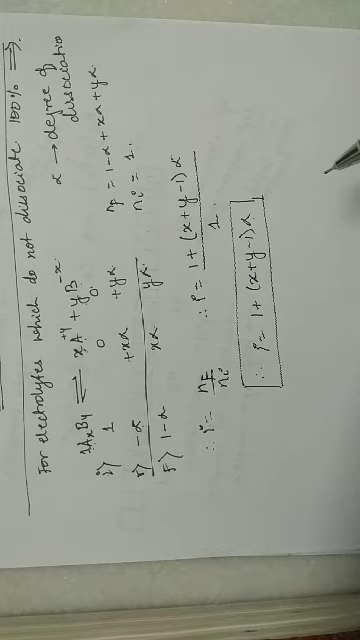 For electrolytes which do not dissociate 100% ⇒.
α → degree of dissociation
1AxBy ⇌ xA+y + yB-x
i) 1 0 0
r) -α +xα +yα
f) 1-α xα yα
nf = 1-α+xα+yα
ni = 1.
∴ i = nf/ni ∴ i = 1+(x+y-1)α/1.
∴ i = 1+(x+y-1)α